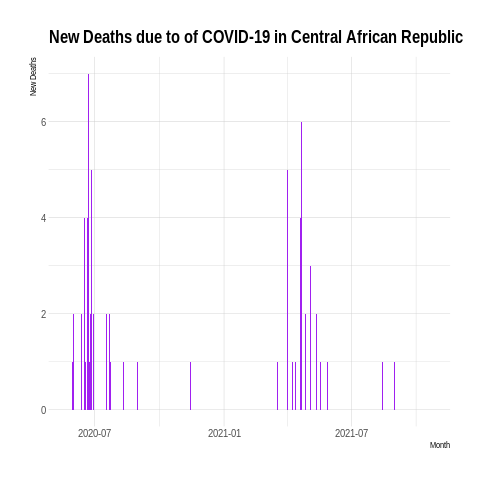 New Deaths due to of COVID-19 in Central African Republic
New Deaths
6
4
2
0
2020-07
2021-01
2021-07
Month